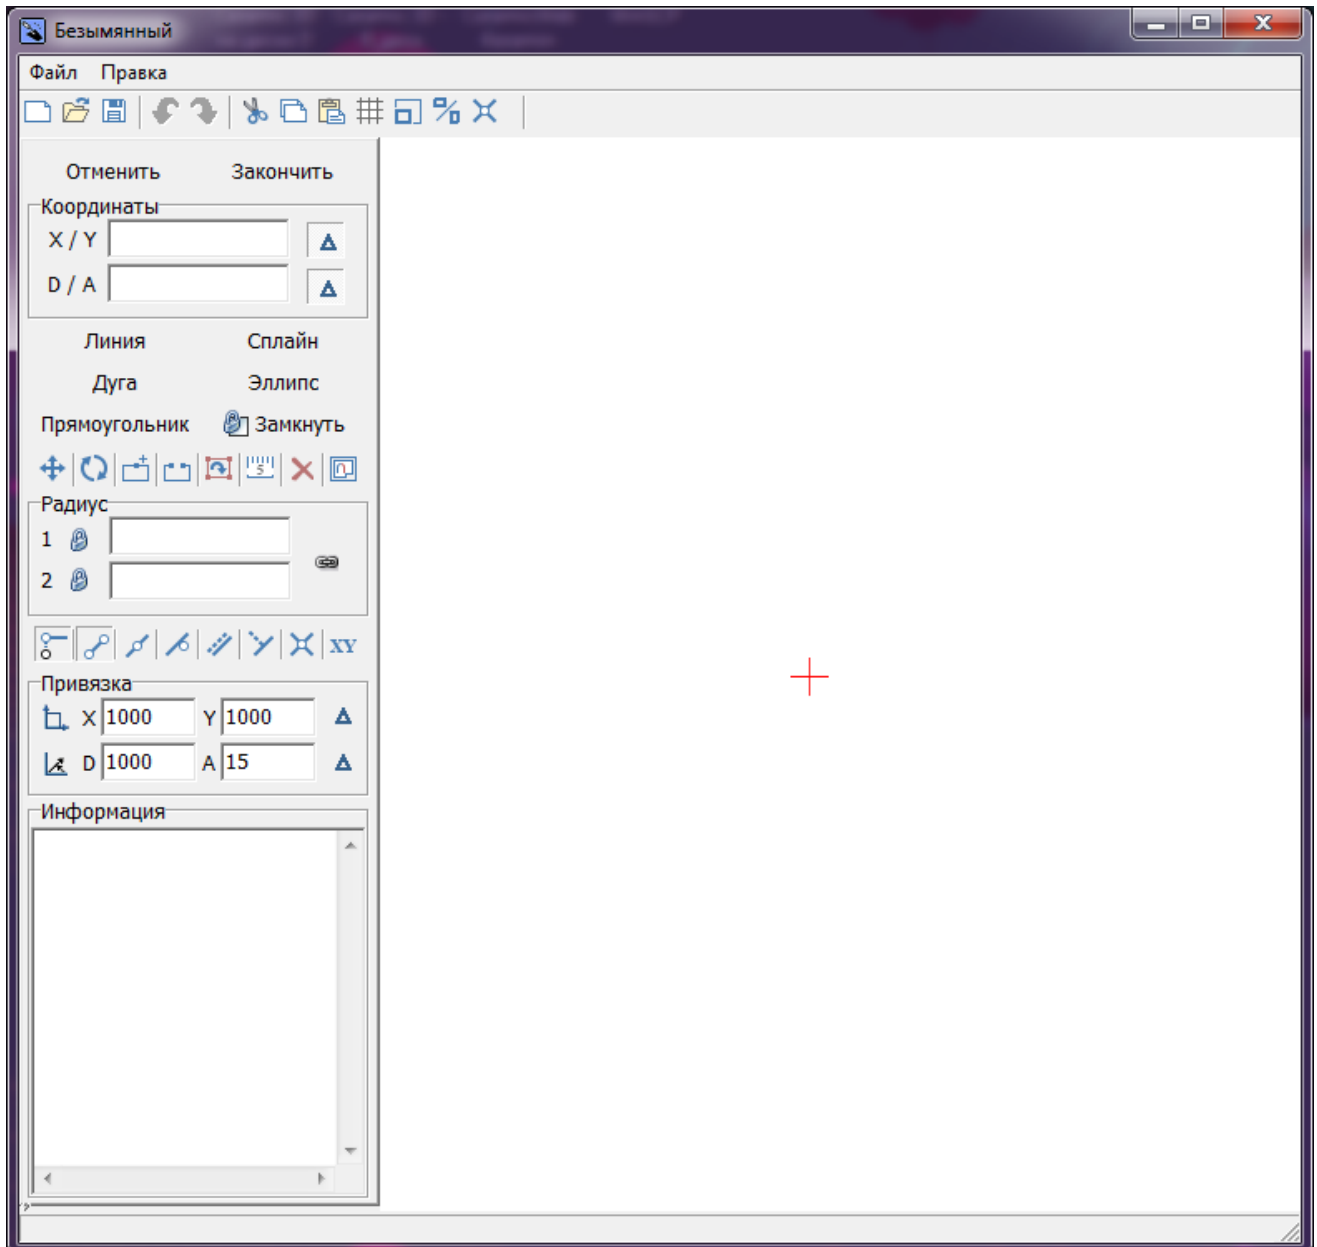 Безымянный
Файл Правка
Отменить Закончить
Координаты
X / Y
D / A
Линия Сплайн
Дуга Эллипс
Прямоугольник Замкнуть
5
Радиус
1
2
XY
Привязка
X 1000 Y 1000
D 1000 A 15
Информация